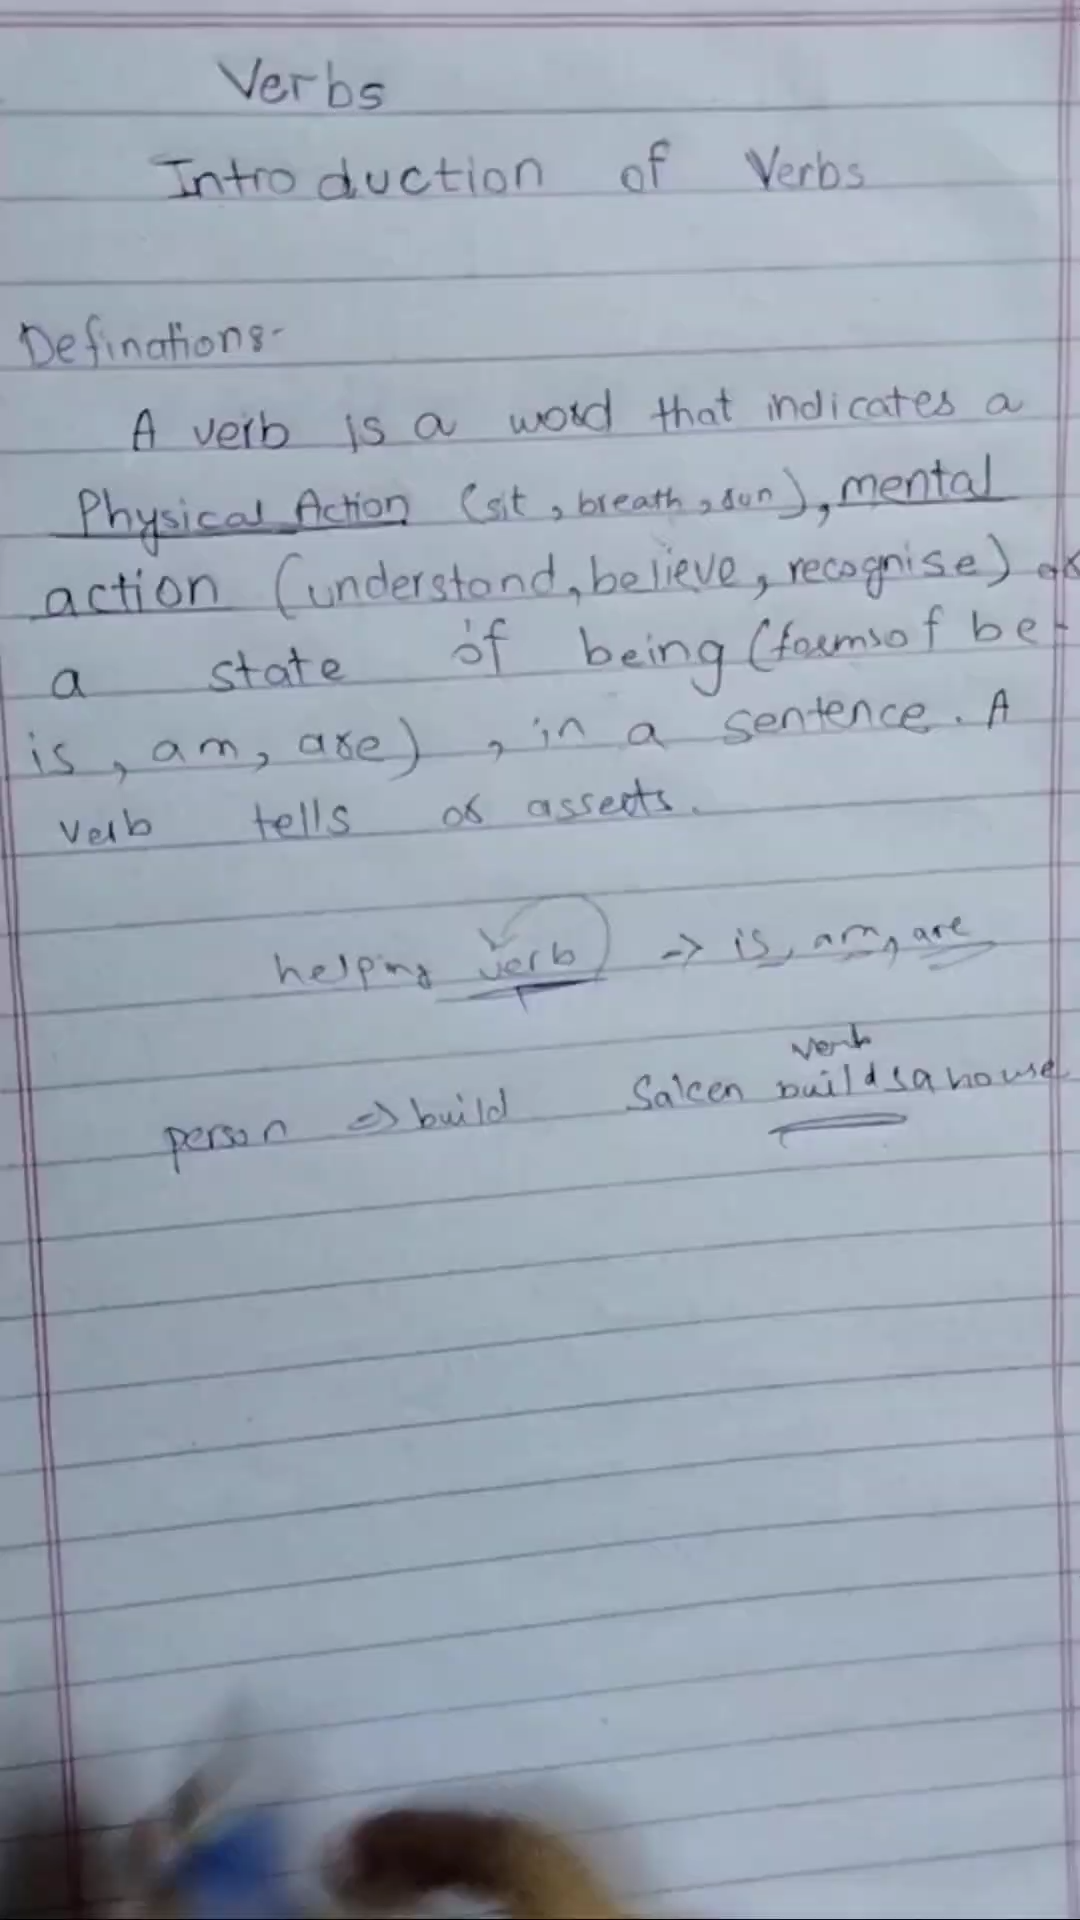 Verbs
Introduction of Verbs
Definations-
A verb is a word that indicates a
Physical Action (sit, breath, run), mental
action (understand, believe, recognise) or
a state of being (forms of be-
is, am, are), in a sentence. A
verb tells or asserts.
helping verb -> is, am, are
verb
person => build Saleen builds a house